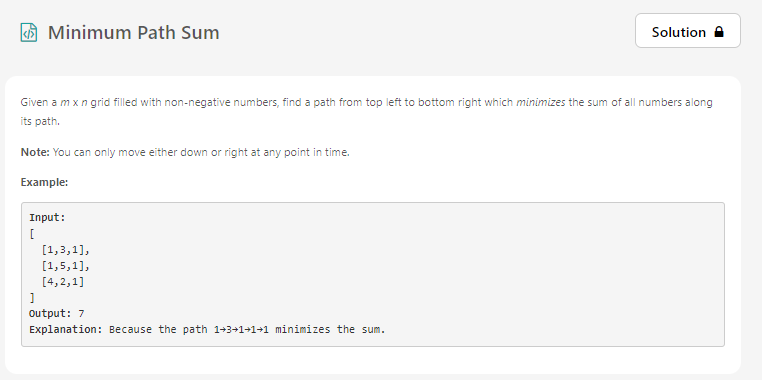 Minimum Path Sum
Solution
Given a m x n grid filled with non-negative numbers, find a path from top left to bottom right which minimizes the sum of all numbers along
its path.
Note: You can only move either down or right at any point in time.
Example:
Input:
[
  [1,3,1],
  [1,5,1],
  [4,2,1]
]
Output: 7
Explanation: Because the path 1→3→1→1→1 minimizes the sum.